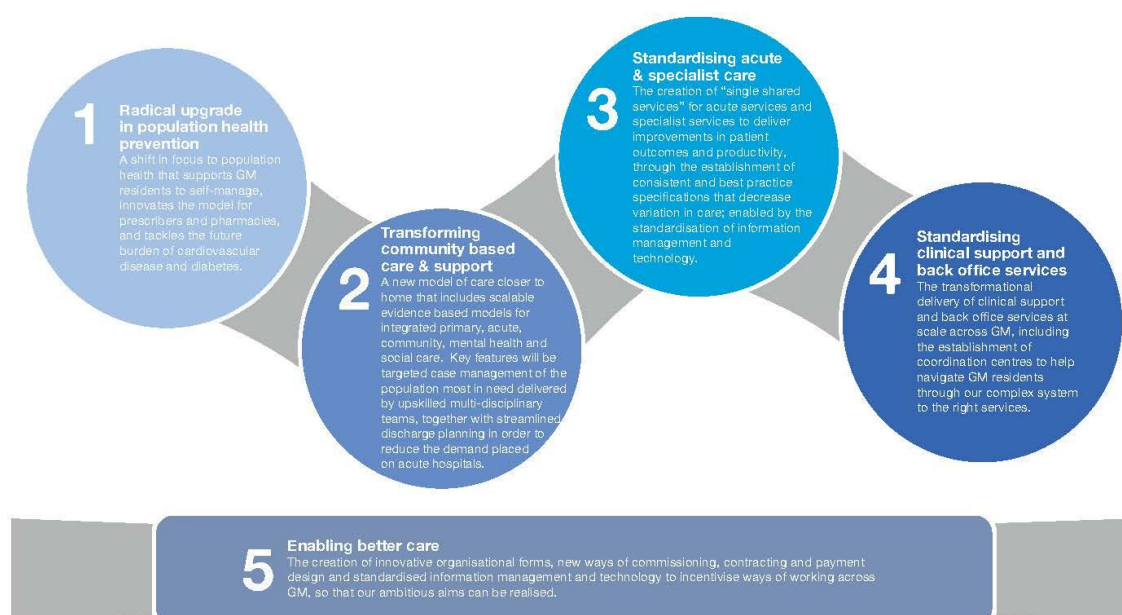 1
Radical upgrade
in population health
prevention
A shift in focus to population
health that supports GM
residents to self-manage,
innovates the model for
prescribers and pharmacies,
and tackles the future
burden of cardiovascular
disease and diabetes.
2
Transforming
community based
care & support
A new model of care closer to
home that includes scalable
evidence based models for
integrated primary, acute,
community, mental health and
social care. Key features will be
targeted case management of the
population most in need delivered
by upskilled multi-disciplinary
teams, together with streamlined
discharge planning in order to
reduce the demand placed
on acute hospitals.
3
Standardising acute
& specialist care
The creation of “single shared
services” for acute services and
specialist services to deliver
improvements in patient
outcomes and productivity,
through the establishment of
consistent and best practice
specifications that decrease
variation in care; enabled by the
standardisation of information
management and
technology.
4
Standardising
clinical support and
back office services
The transformational
delivery of clinical support
and back office services at
scale across GM, including
the establishment of
coordination centres to help
navigate GM residents
through our complex system
to the right services.
5
Enabling better care
The creation of innovative organisational forms, new ways of commissioning, contracting and payment
design and standardised information management and technology to incentivise ways of working across
GM, so that our ambitious aims can be realised.